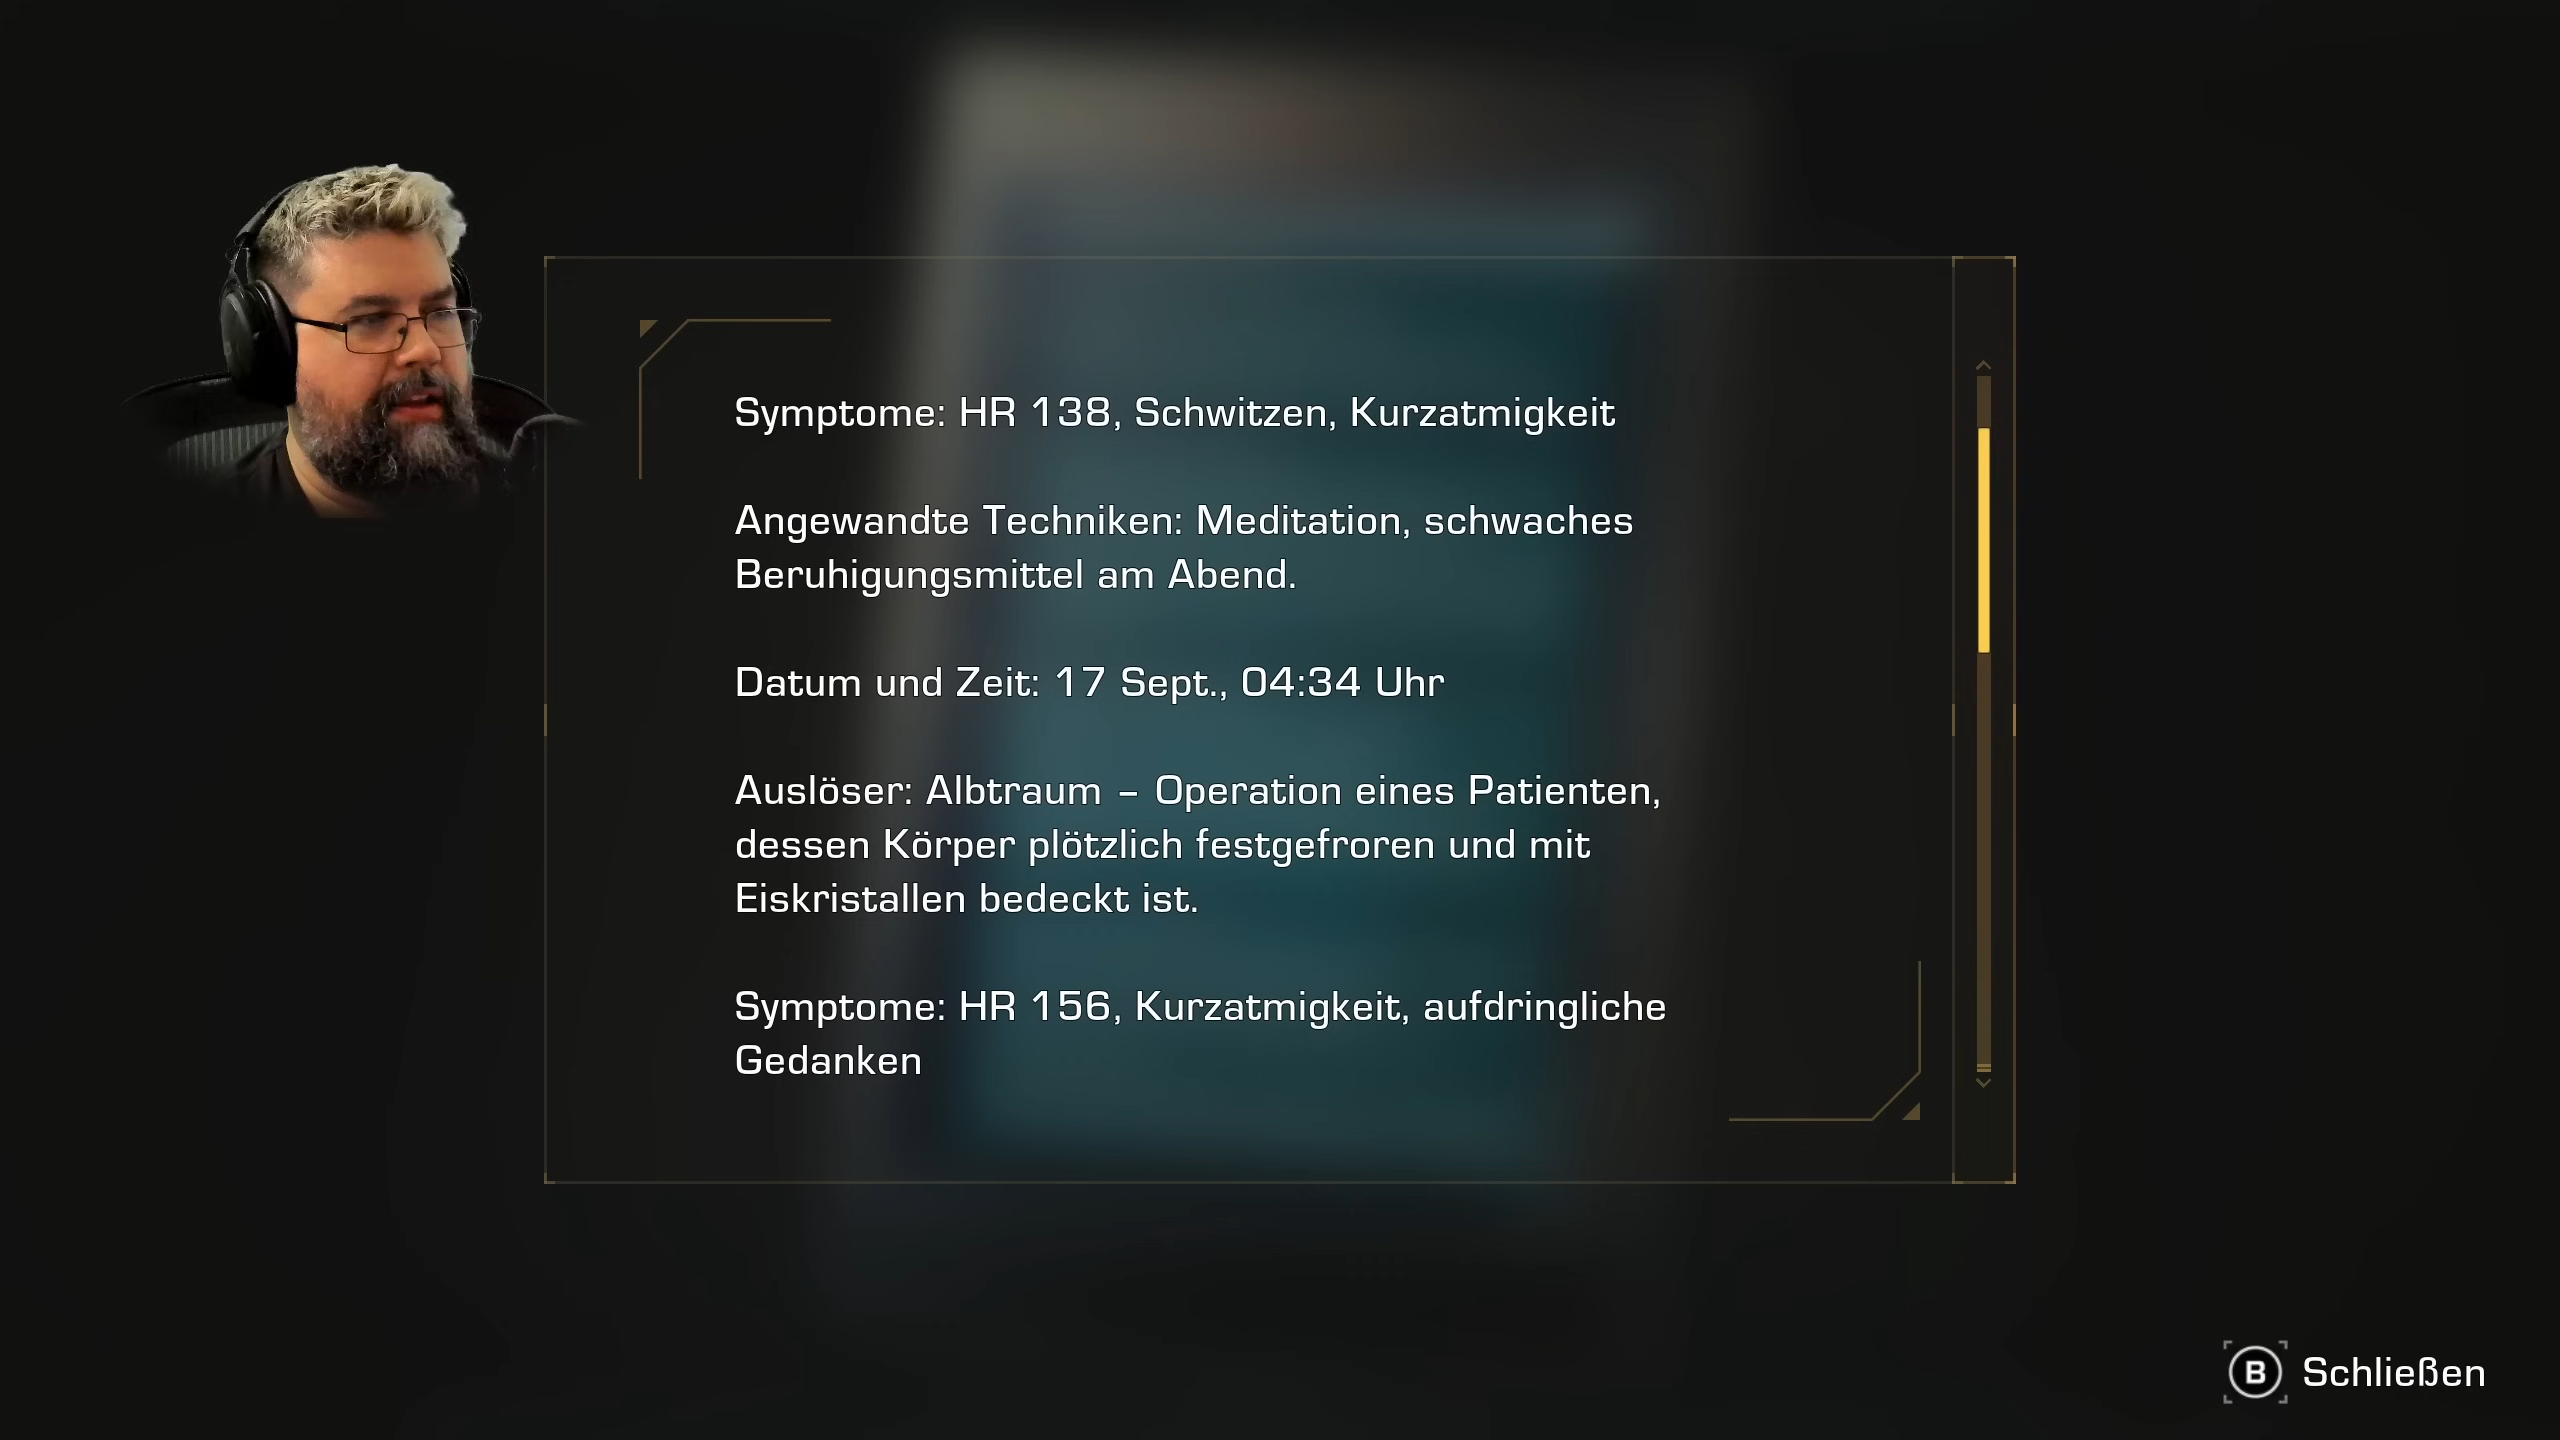 Symptome: HR 138, Schwitzen, Kurzatmigkeit
Angewandte Techniken: Meditation, schwaches
Beruhigungsmittel am Abend.
Datum und Zeit: 17 Sept., 04:34 Uhr
Auslöser: Albtraum – Operation eines Patienten,
dessen Körper plötzlich festgefroren und mit
Eiskristallen bedeckt ist.
Symptome: HR 156, Kurzatmigkeit, aufdringliche
Gedanken
B Schließen